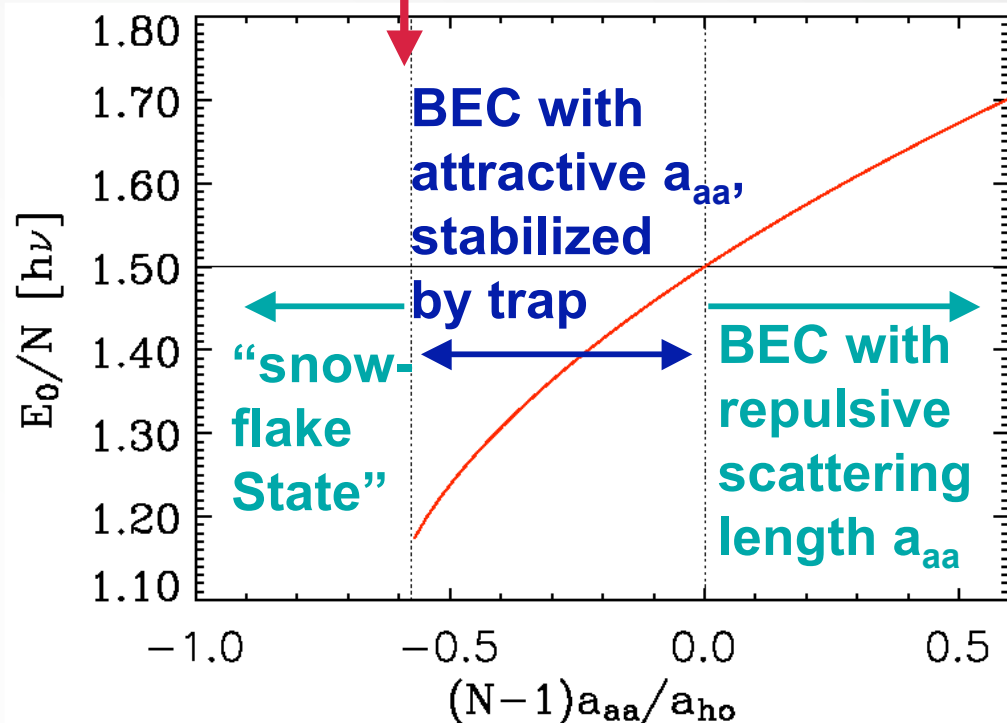 1.80
1.70
1.60
1.50
1.40
1.30
1.20
1.10
E₀/N [hν]
BEC with
attractive aₐₐ,
stabilized
by trap
“snow-
flake
State”
BEC with
repulsive
scattering
length aₐₐ
−1.0
−0.5
0.0
0.5
(N−1)aₐₐ/aₕₒ